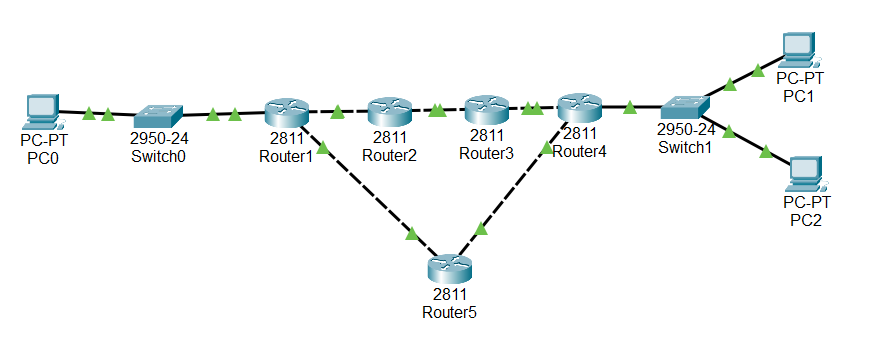 PC-PT
PC0
2950-24
Switch0
2811
Router1
2811
Router2
2811
Router3
2811
Router4
2950-24
Switch1
PC-PT
PC1
PC-PT
PC2
2811
Router5